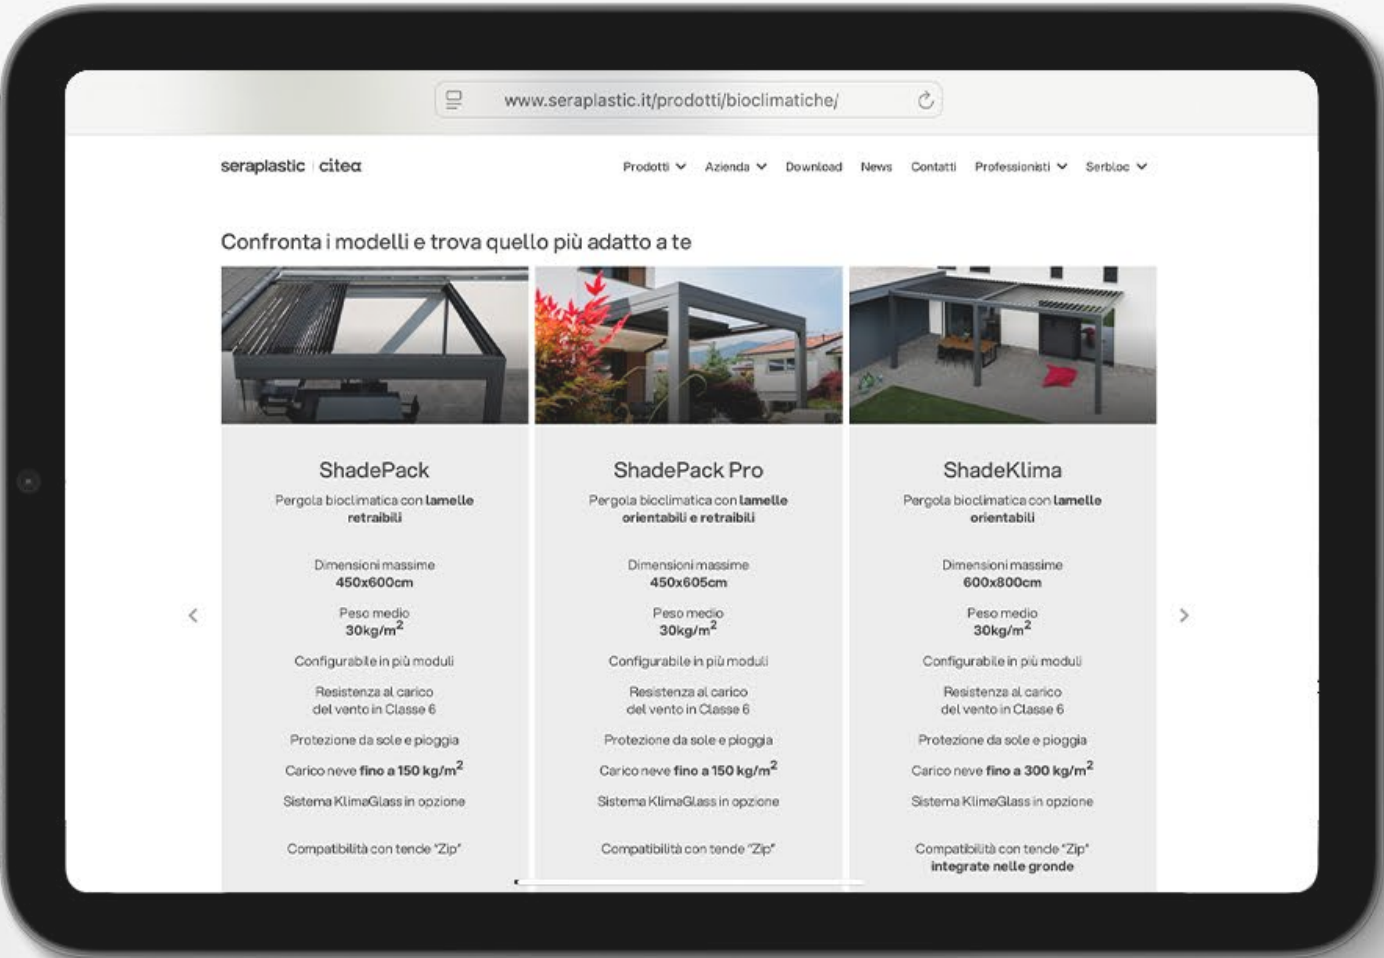 www.seraplastic.it/prodotti/bioclimatiche/
seraplastic | citea
Prodotti Azienda Download News Contatti Professionisti Serbloc
Confronta i modelli e trova quello più adatto a te
ShadePack
Pergola bioclimatica con lamelle
retraibili
Dimensioni massime
450x600cm
Peso medio
30kg/m²
Configurabile in più moduli
Resistenza al carico
del vento in Classe 6
Protezione da sole e pioggia
Carico neve fino a 150 kg/m²
Sistema KlimaGlass in opzione
Compatibilità con tende "Zip"
ShadePack Pro
Pergola bioclimatica con lamelle
orientabili e retraibili
Dimensioni massime
450x605cm
Peso medio
30kg/m²
Configurabile in più moduli
Resistenza al carico
del vento in Classe 6
Protezione da sole e pioggia
Carico neve fino a 150 kg/m²
Sistema KlimaGlass in opzione
Compatibilità con tende "Zip"
ShadeKlima
Pergola bioclimatica con lamelle
orientabili
Dimensioni massime
600x800cm
Peso medio
30kg/m²
Configurabile in più moduli
Resistenza al carico
del vento in Classe 6
Protezione da sole e pioggia
Carico neve fino a 300 kg/m²
Sistema KlimaGlass in opzione
Compatibilità con tende "Zip"
integrate nelle gronde